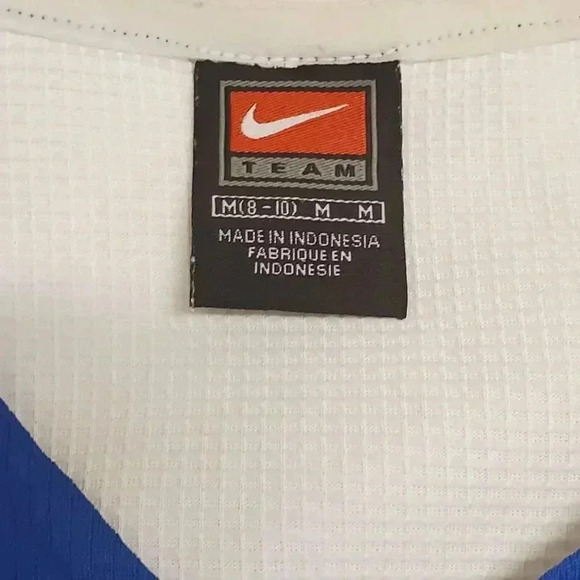 TEAM
M(8-10) M M
MADE IN INDONESIA
FABRIQUE EN
INDONESIE